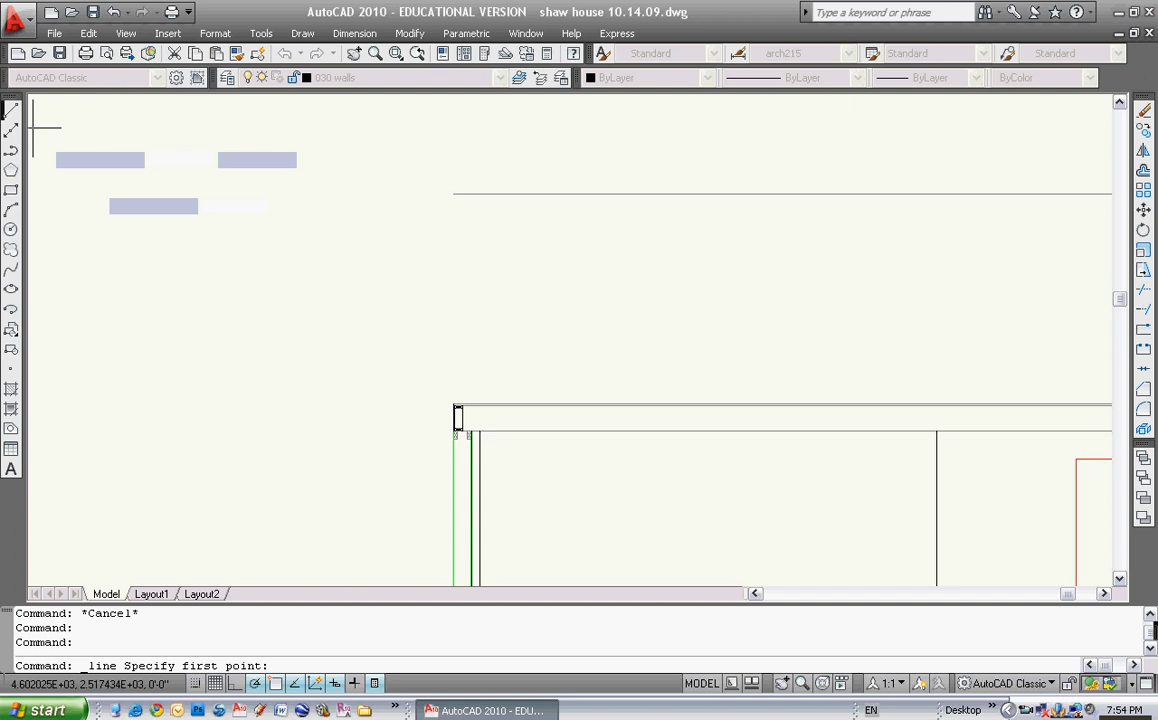 AutoCAD 2010 - EDUCATIONAL VERSION shaw house 10.14.09.dwg
Type a keyword or phrase
File Edit View Insert Format Tools Draw Dimension Modify Parametric Window Help Express
Standard arch215 Standard Standard
AutoCAD Classic 030 walls ByLayer ByLayer ByLayer ByColor
A
Model Layout1 Layout2
Command: *Cancel*
Command:
Command:
Command: _line Specify first point:
4.602025E+03, 2.517434E+03, 0'-0" MODEL 1:1 AutoCAD Classic
start AutoCAD 2010 - EDU... EN Desktop 7:54 PM